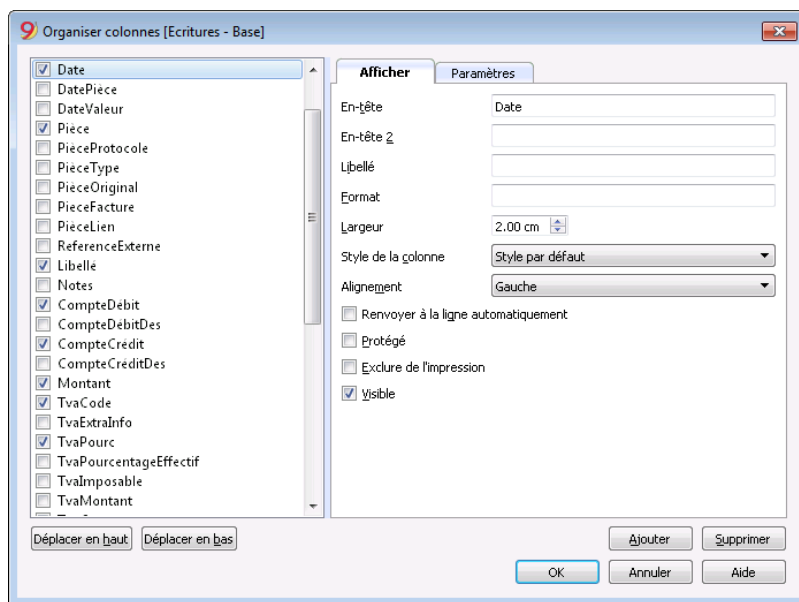 Organiser colonnes [Ecritures - Base]
Date
DatePièce
DateValeur
Pièce
PièceProtocole
PièceType
PièceOriginal
PieceFacture
PièceLien
ReferenceExterne
Libellé
Notes
CompteDébit
CompteDébitDes
CompteCrédit
CompteCréditDes
Montant
TvaCode
TvaExtraInfo
TvaPourc
TvaPourcentageEffectif
TvaImposable
TvaMontant
Déplacer en haut Déplacer en bas
Afficher Paramètres
En-tête Date
En-tête 2
Libellé
Format
Largeur 2.00 cm
Style de la colonne Style par défaut
Alignement Gauche
Renvoyer à la ligne automatiquement
Protégé
Exclure de l'impression
Visible
Ajouter Supprimer
OK Annuler Aide